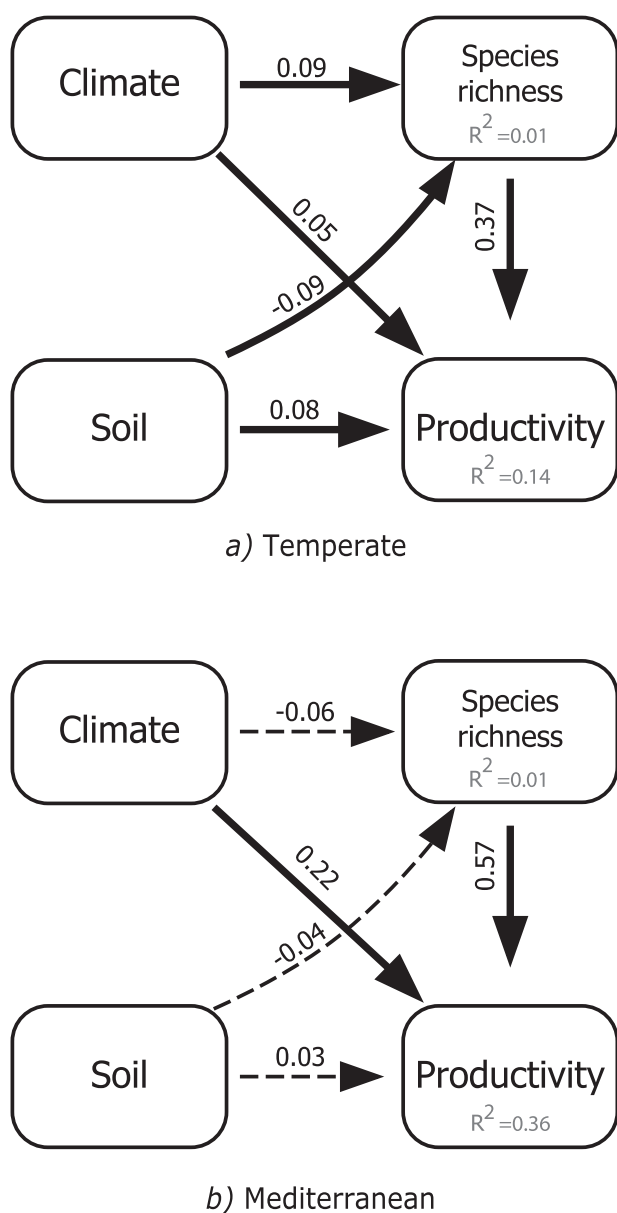 Climate
0.09
Species
richness
R²=0.01
0.05
-0.09
0.37
Soil
0.08
Productivity
R²=0.14
a) Temperate
Climate
-0.06
Species
richness
R²=0.01
0.22
-0.04
0.57
Soil
0.03
Productivity
R²=0.36
b) Mediterranean